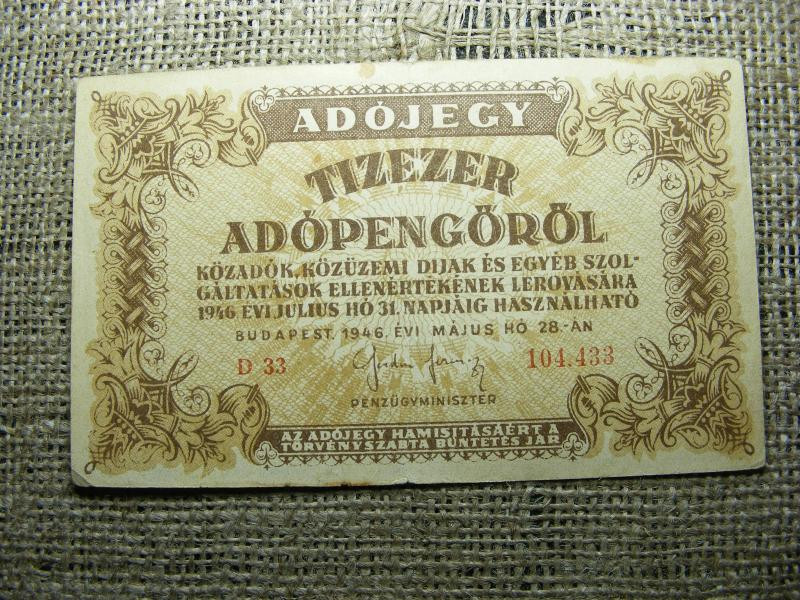 ADÓJEGY
TIZEZER
ADÓPENGŐRŐL
KÖZADÓK, KÖZÜZEMI DIJAK ÉS EGYÉB SZOL-
GÁLTATÁSOK ELLENÉRTÉKÉNEK LEROVÁSÁRA
1946 ÉVI JULIUS HÓ 31. NAPJÁIG HASZNÁLHATÓ
BUDAPEST, 1946. ÉVI MÁJUS HÓ 28.-ÁN
D 33 104.433
PÉNZÜGYMINISZTER
AZ ADÓJEGY HAMISITÁSÁÉRT A
TÖRVÉNYSZABTA BÜNTETÉS JÁR